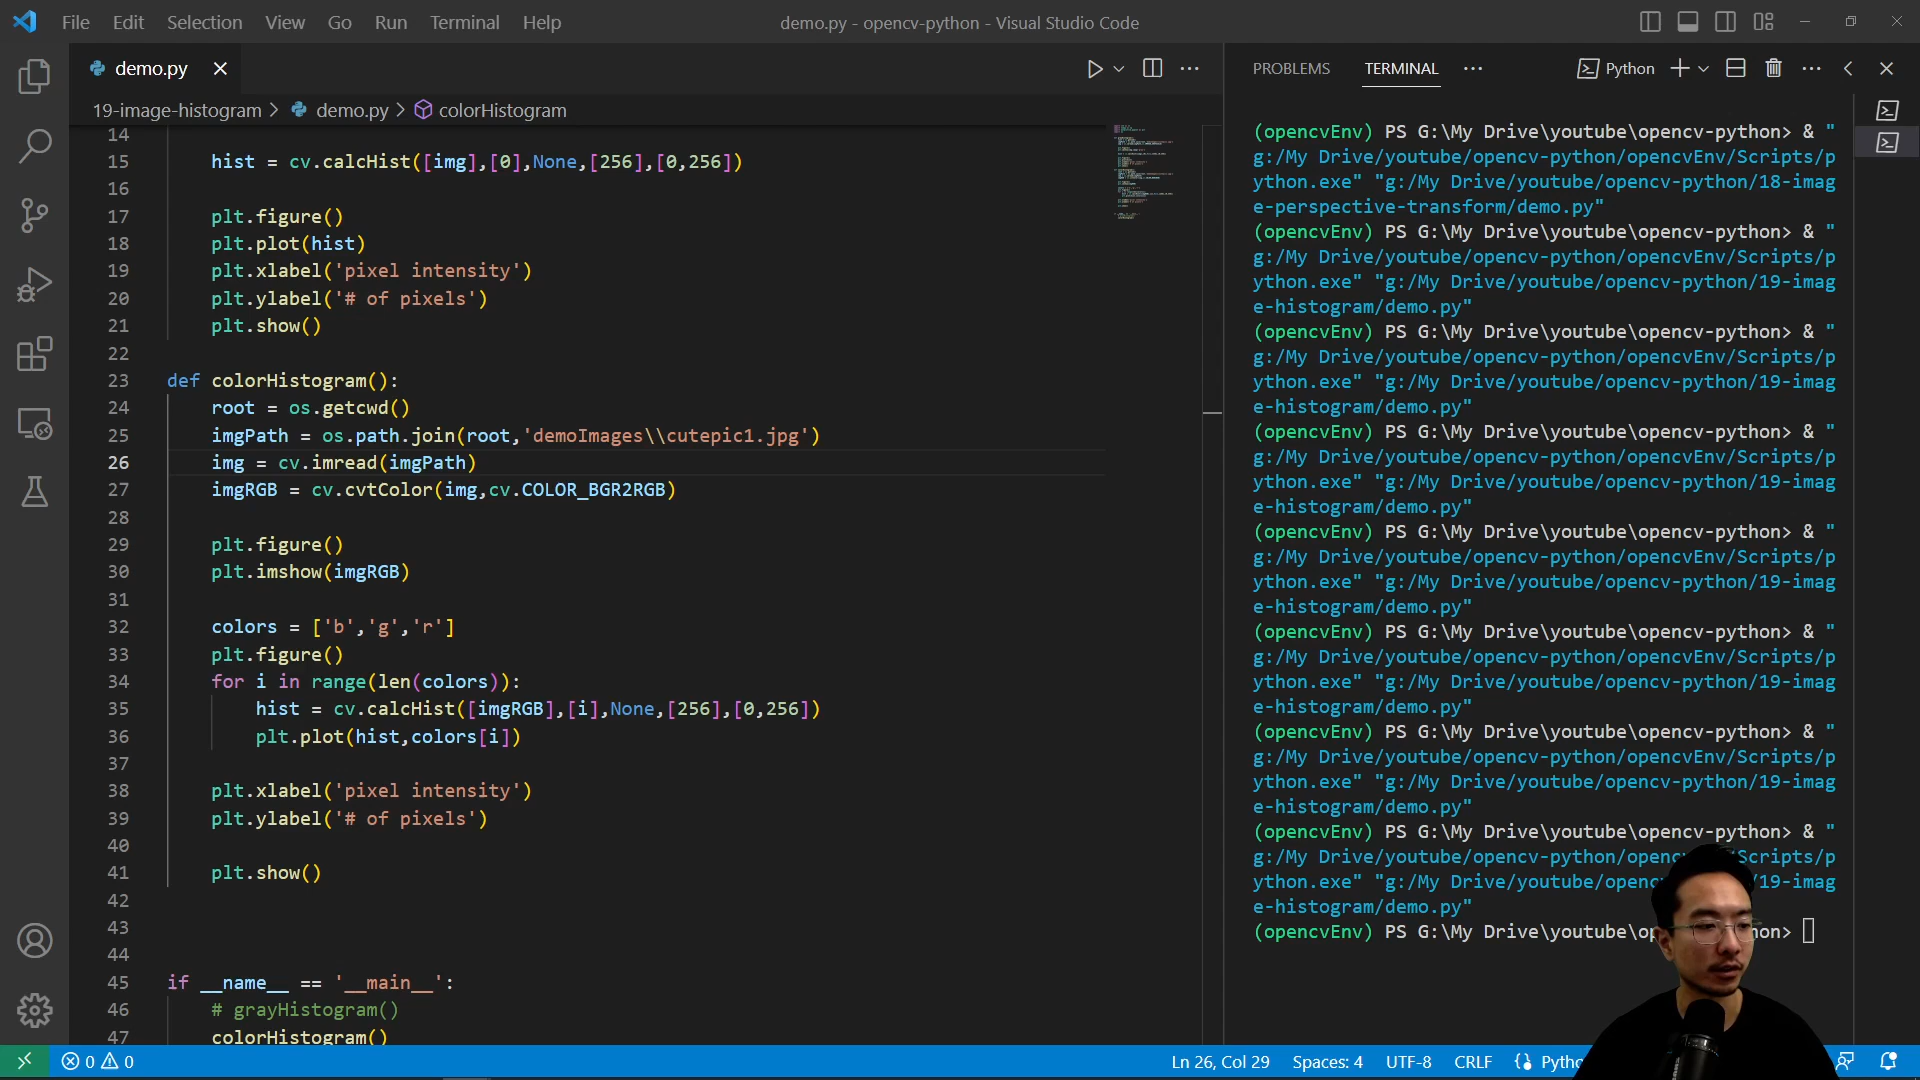 File Edit Selection View Go Run Terminal Help
demo.py - opencv-python - Visual Studio Code
demo.py
19-image-histogram > demo.py > colorHistogram
14
15 hist = cv.calcHist([img],[0],None,[256],[0,256])
16
17 plt.figure()
18 plt.plot(hist)
19 plt.xlabel('pixel intensity')
20 plt.ylabel('# of pixels')
21 plt.show()
22
23 def colorHistogram():
24 root = os.getcwd()
25 imgPath = os.path.join(root,'demoImages\\cutepic1.jpg')
26 img = cv.imread(imgPath)
27 imgRGB = cv.cvtColor(img,cv.COLOR_BGR2RGB)
28
29 plt.figure()
30 plt.imshow(imgRGB)
31
32 colors = ['b','g','r']
33 plt.figure()
34 for i in range(len(colors)):
35 hist = cv.calcHist([imgRGB],[i],None,[256],[0,256])
36 plt.plot(hist,colors[i])
37
38 plt.xlabel('pixel intensity')
39 plt.ylabel('# of pixels')
40
41 plt.show()
42
43
44
45 if __name__ == '__main__':
46 # grayHistogram()
47 colorHistogram()
PROBLEMS TERMINAL Python
(opencvEnv) PS G:\My Drive\youtube\opencv-python> & "
g:/My Drive/youtube/opencv-python/opencvEnv/Scripts/p
ython.exe" "g:/My Drive/youtube/opencv-python/18-imag
e-perspective-transform/demo.py"
(opencvEnv) PS G:\My Drive\youtube\opencv-python> & "
g:/My Drive/youtube/opencv-python/opencvEnv/Scripts/p
ython.exe" "g:/My Drive/youtube/opencv-python/19-imag
e-histogram/demo.py"
(opencvEnv) PS G:\My Drive\youtube\opencv-python> & "
g:/My Drive/youtube/opencv-python/opencvEnv/Scripts/p
ython.exe" "g:/My Drive/youtube/opencv-python/19-imag
e-histogram/demo.py"
(opencvEnv) PS G:\My Drive\youtube\opencv-python> & "
g:/My Drive/youtube/opencv-python/opencvEnv/Scripts/p
ython.exe" "g:/My Drive/youtube/opencv-python/19-imag
e-histogram/demo.py"
(opencvEnv) PS G:\My Drive\youtube\opencv-python> & "
g:/My Drive/youtube/opencv-python/opencvEnv/Scripts/p
ython.exe" "g:/My Drive/youtube/opencv-python/19-imag
e-histogram/demo.py"
(opencvEnv) PS G:\My Drive\youtube\opencv-python> & "
g:/My Drive/youtube/opencv-python/opencvEnv/Scripts/p
ython.exe" "g:/My Drive/youtube/opencv-python/19-imag
e-histogram/demo.py"
(opencvEnv) PS G:\My Drive\youtube\opencv-python> & "
g:/My Drive/youtube/opencv-python/opencvEnv/Scripts/p
ython.exe" "g:/My Drive/youtube/opencv-python/19-imag
e-histogram/demo.py"
(opencvEnv) PS G:\My Drive\youtube\opencv-python> & "
g:/My Drive/youtube/opencv-python/openc Scripts/p
ython.exe" "g:/My Drive/youtube/opencv- /19-imag
e-histogram/demo.py"
(opencvEnv) PS G:\My Drive\youtube\op on>
0 0 Ln 26, Col 29 Spaces: 4 UTF-8 CRLF Pytho